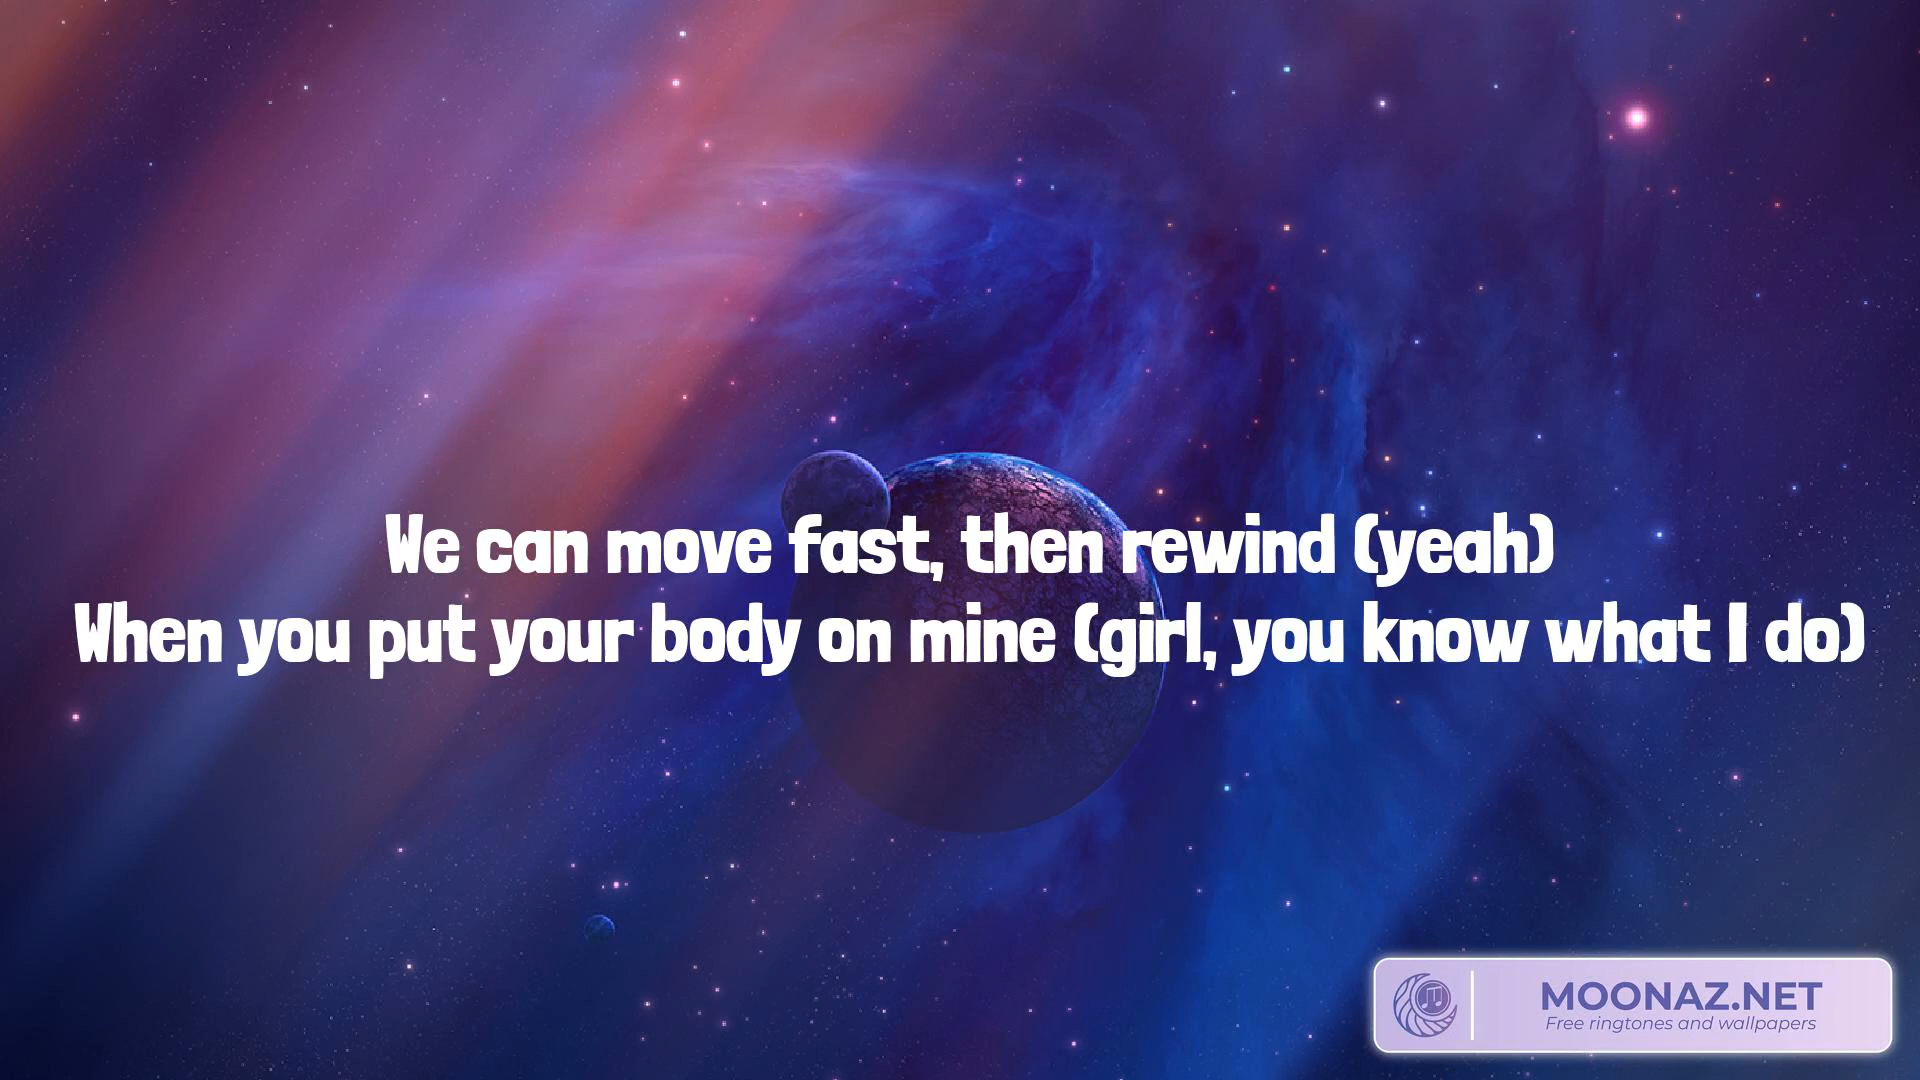 We can move fast, then rewind (yeah)
When you put your body on mine (girl, you know what I do)
MOONAZ.NET
Free ringtones and wallpapers